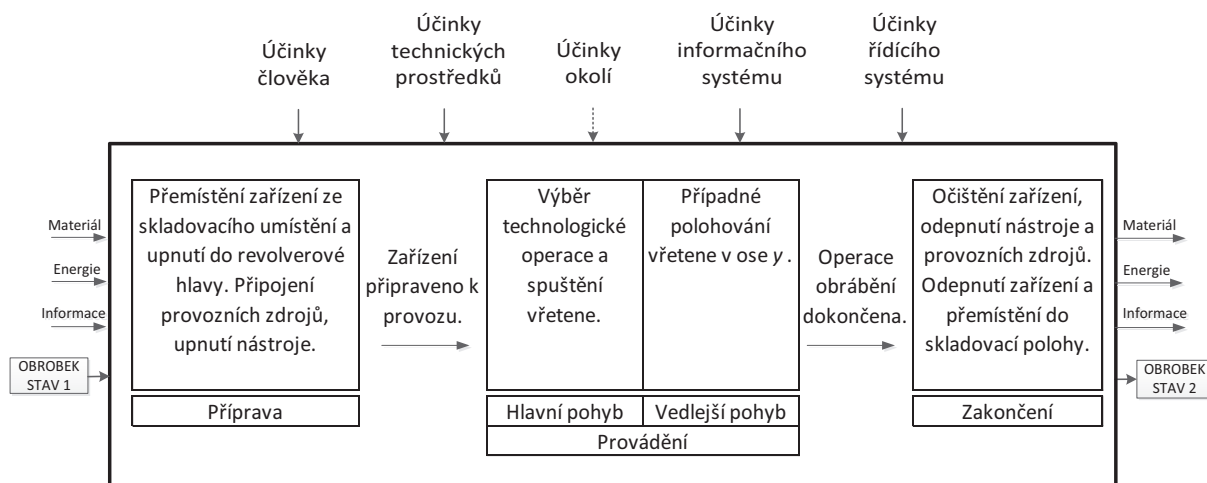 Účinky
člověka
Účinky
technických
prostředků
Účinky
okolí
Účinky
informačního
systému
Účinky
řídícího
systému
Materiál
Energie
Informace
OBROBEK
STAV 1
Přemístění zařízení ze
skladovacího umístění a
upnutí do revolverové
hlavy. Připojení
provozních zdrojů,
upnutí nástroje.
Příprava
Zařízení
připraveno k
provozu.
Výběr
technologické
operace a
spuštění
vřetene.
Hlavní pohyb
Případné
polohování
vřetene v ose y .
Vedlejší pohyb
Provádění
Operace
obrábění
dokončena.
Očištění zařízení,
odepnutí nástroje a
provozních zdrojů.
Odepnutí zařízení a
přemístění do
skladovací polohy.
Zakončení
Materiál
Energie
Informace
OBROBEK
STAV 2